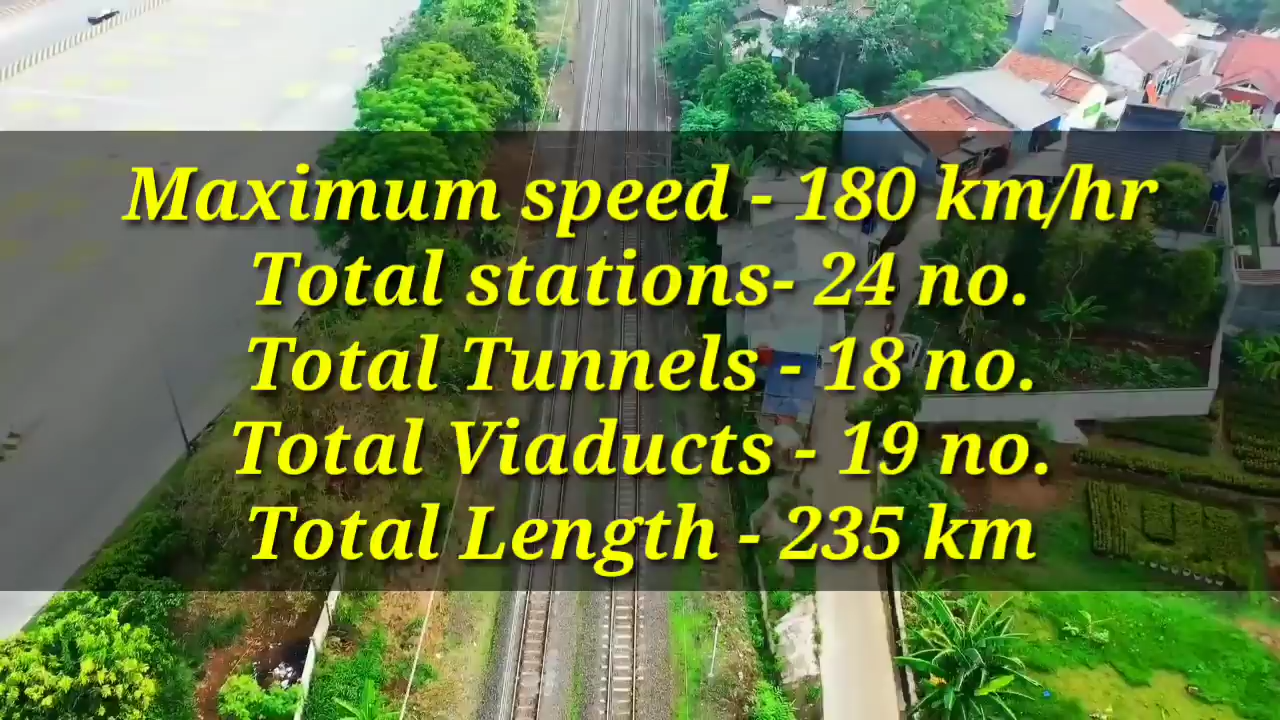 Maximum speed - 180 km/hr
Total stations- 24 no.
Total Tunnels - 18 no.
Total Viaducts - 19 no.
Total Length - 235 km